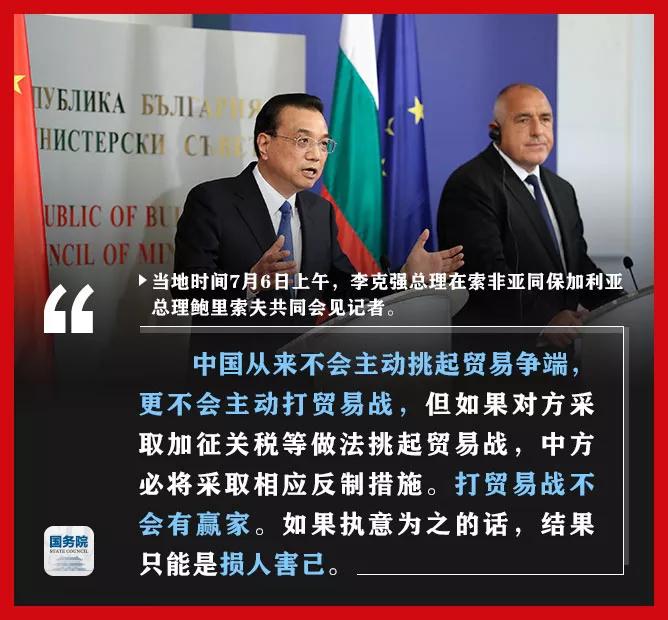 ПУБЛИКА БЪЛГАРИЯ
МИНИСТЕРСКИ СЪВЕТ
UBLIC OF BU
NCIL OF MIN
当地时间7月6日上午，李克强总理在索非亚同保加利亚
总理鲍里索夫共同会见记者。
中国从来不会主动挑起贸易争端，
更不会主动打贸易战，但如果对方采
取加征关税等做法挑起贸易战，中方
必将采取相应反制措施。打贸易战不
会有赢家。如果执意为之的话，结果
只能是损人害己。
国务院
STATE COUNCIL